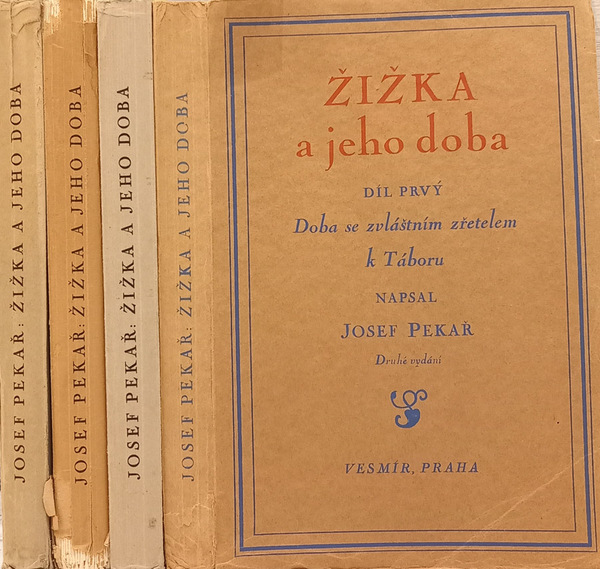 JOSEF PEKAŘ: ŽIŽKA A JEHO DOBA
JOSEF PEKAŘ: ŽIŽKA A JEHO DOBA
JOSEF PEKAŘ: ŽIŽKA A JEHO DOBA
JOSEF PEKAŘ: ŽIŽKA A JEHO DOBA
ŽIŽKA
a jeho doba
DÍL PRVÝ
Doba se zvláštním zřetelem
k Táboru
NAPSAL
JOSEF PEKAŘ
Druhé vydání
VESMÍR, PRAHA